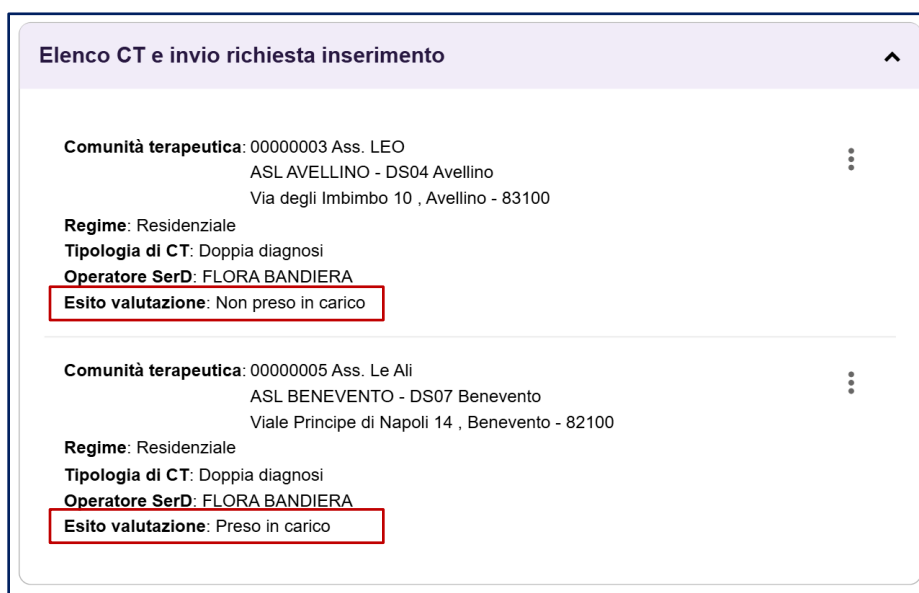 Elenco CT e invio richiesta inserimento
Comunità terapeutica: 00000003 Ass. LEO
ASL AVELLINO - DS04 Avellino
Via degli Imbimbo 10 , Avellino - 83100
Regime: Residenziale
Tipologia di CT: Doppia diagnosi
Operatore SerD: FLORA BANDIERA
Esito valutazione: Non preso in carico
Comunità terapeutica: 00000005 Ass. Le Ali
ASL BENEVENTO - DS07 Benevento
Viale Principe di Napoli 14 , Benevento - 82100
Regime: Residenziale
Tipologia di CT: Doppia diagnosi
Operatore SerD: FLORA BANDIERA
Esito valutazione: Preso in carico